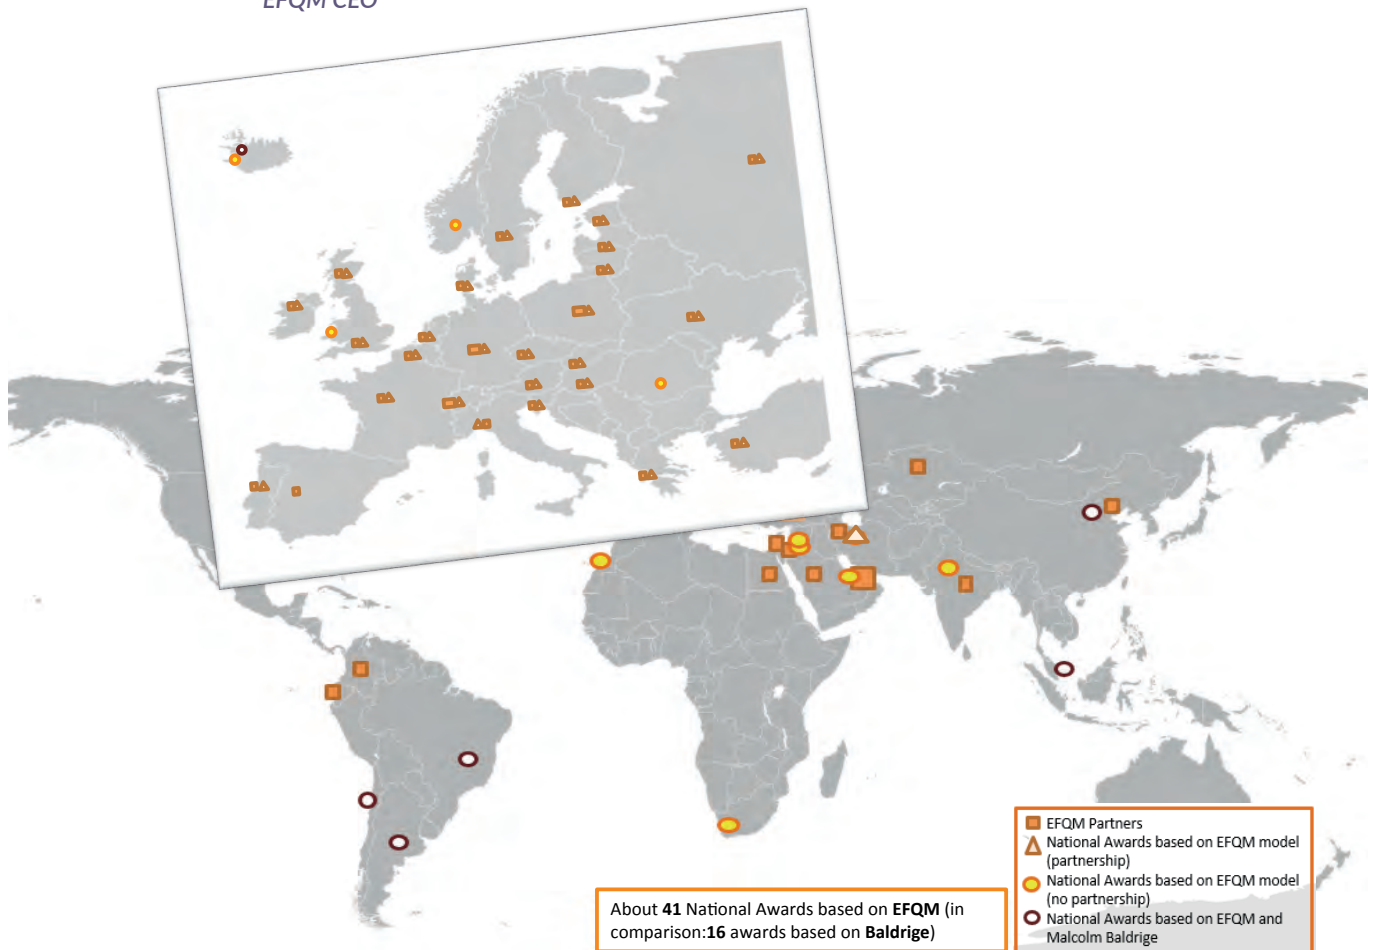 EFQM CEO
EFQM Partners
National Awards based on EFQM model
(partnership)
National Awards based on EFQM model
(no partnership)
National Awards based on EFQM and
Malcolm Baldrige
About 41 National Awards based on EFQM (in
comparison:16 awards based on Baldrige)